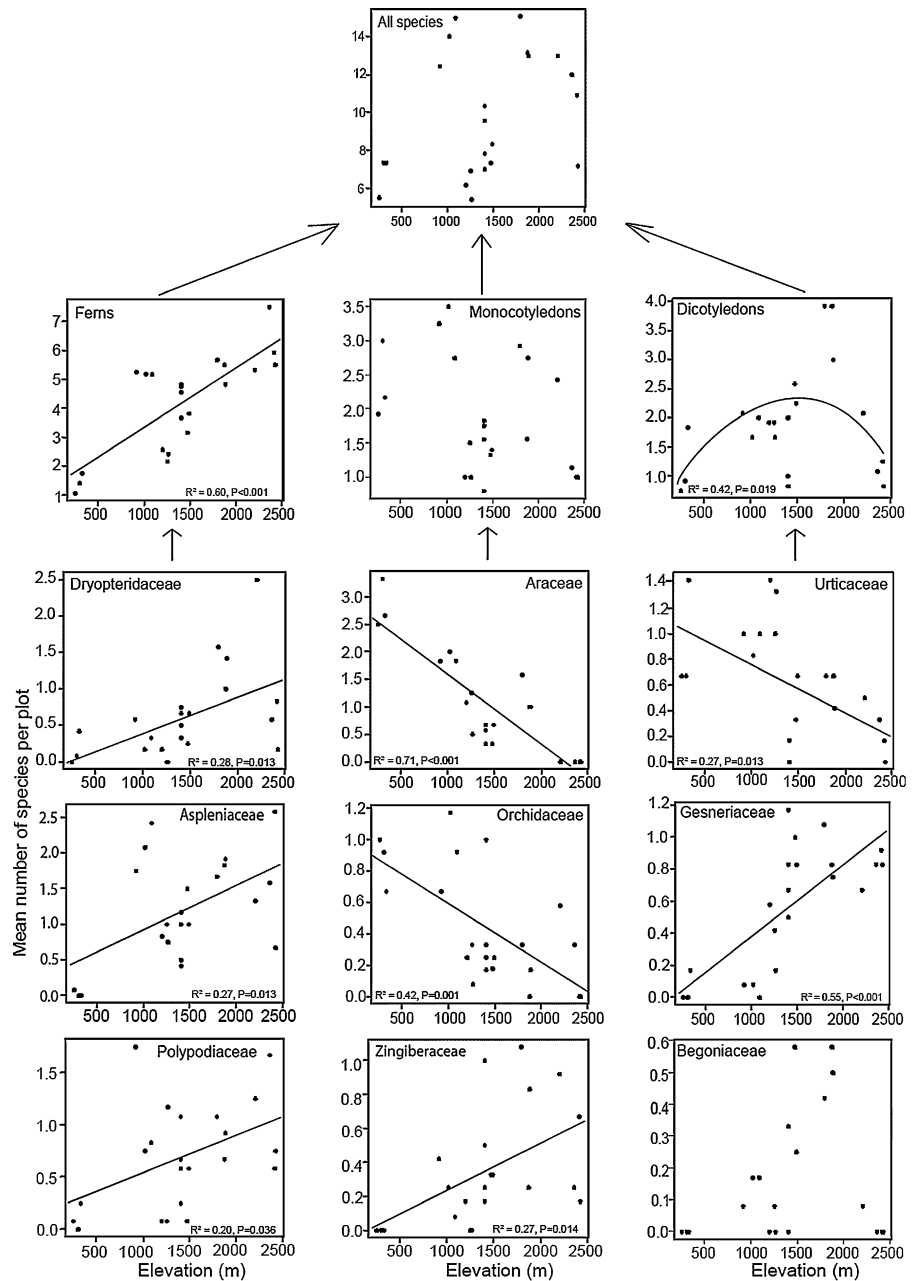 All species
14
12
10
8
6
500 1000 1500 2000 2500
Ferns
7
6
5
4
3
2
1
R² = 0.60, P<0.001
500 1000 1500 2000 2500
Monocotyledons
3.5
3.0
2.5
2.0
1.5
1.0
500 1000 1500 2000 2500
Dicotyledons
4.0
3.5
3.0
2.5
2.0
1.5
1.0
R² = 0.42, P=0.019
500 1000 1500 2000 2500
Mean number of species per plot
Dryopteridaceae
2.5
2.0
1.5
1.0
0.5
0.0
R² = 0.28, P=0.013
500 1000 1500 2000 2500
Araceae
3.0
2.5
2.0
1.5
1.0
0.5
0.0
R² = 0.71, P<0.001
500 1000 1500 2000 2500
Urticaceae
1.4
1.2
1.0
0.8
0.6
0.4
0.2
0.0
R² = 0.27, P=0.013
500 1000 1500 2000 2500
Aspleniaceae
2.5
2.0
1.5
1.0
0.5
0.0
R² = 0.27, P=0.013
500 1000 1500 2000 2500
Orchidaceae
1.2
1.0
0.8
0.6
0.4
0.2
0.0
R² = 0.42, P=0.001
500 1000 1500 2000 2500
Gesneriaceae
1.2
1.0
0.8
0.6
0.4
0.2
0.0
R² = 0.55, P<0.001
500 1000 1500 2000 2500
Polypodiaceae
1.5
1.0
0.5
0.0
R² = 0.20, P=0.036
500 1000 1500 2000 2500
Elevation (m)
Zingiberaceae
1.0
0.8
0.6
0.4
0.2
0.0
R² = 0.27, P=0.014
500 1000 1500 2000 2500
Elevation (m)
Begoniaceae
0.6
0.5
0.4
0.3
0.2
0.1
0.0
500 1000 1500 2000 2500
Elevation (m)